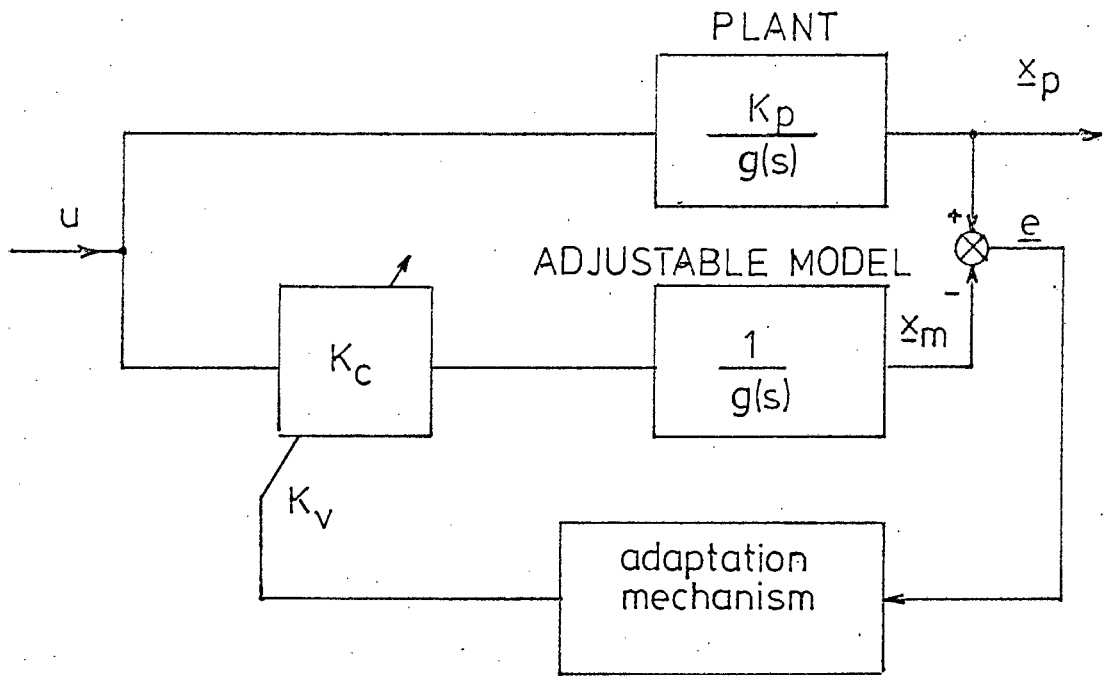 PLANT
x_p
K_p
g(s)
u
+
e
ADJUSTABLE MODEL
-
K_c
1
g(s)
x_m
K_v
adaptation
mechanism